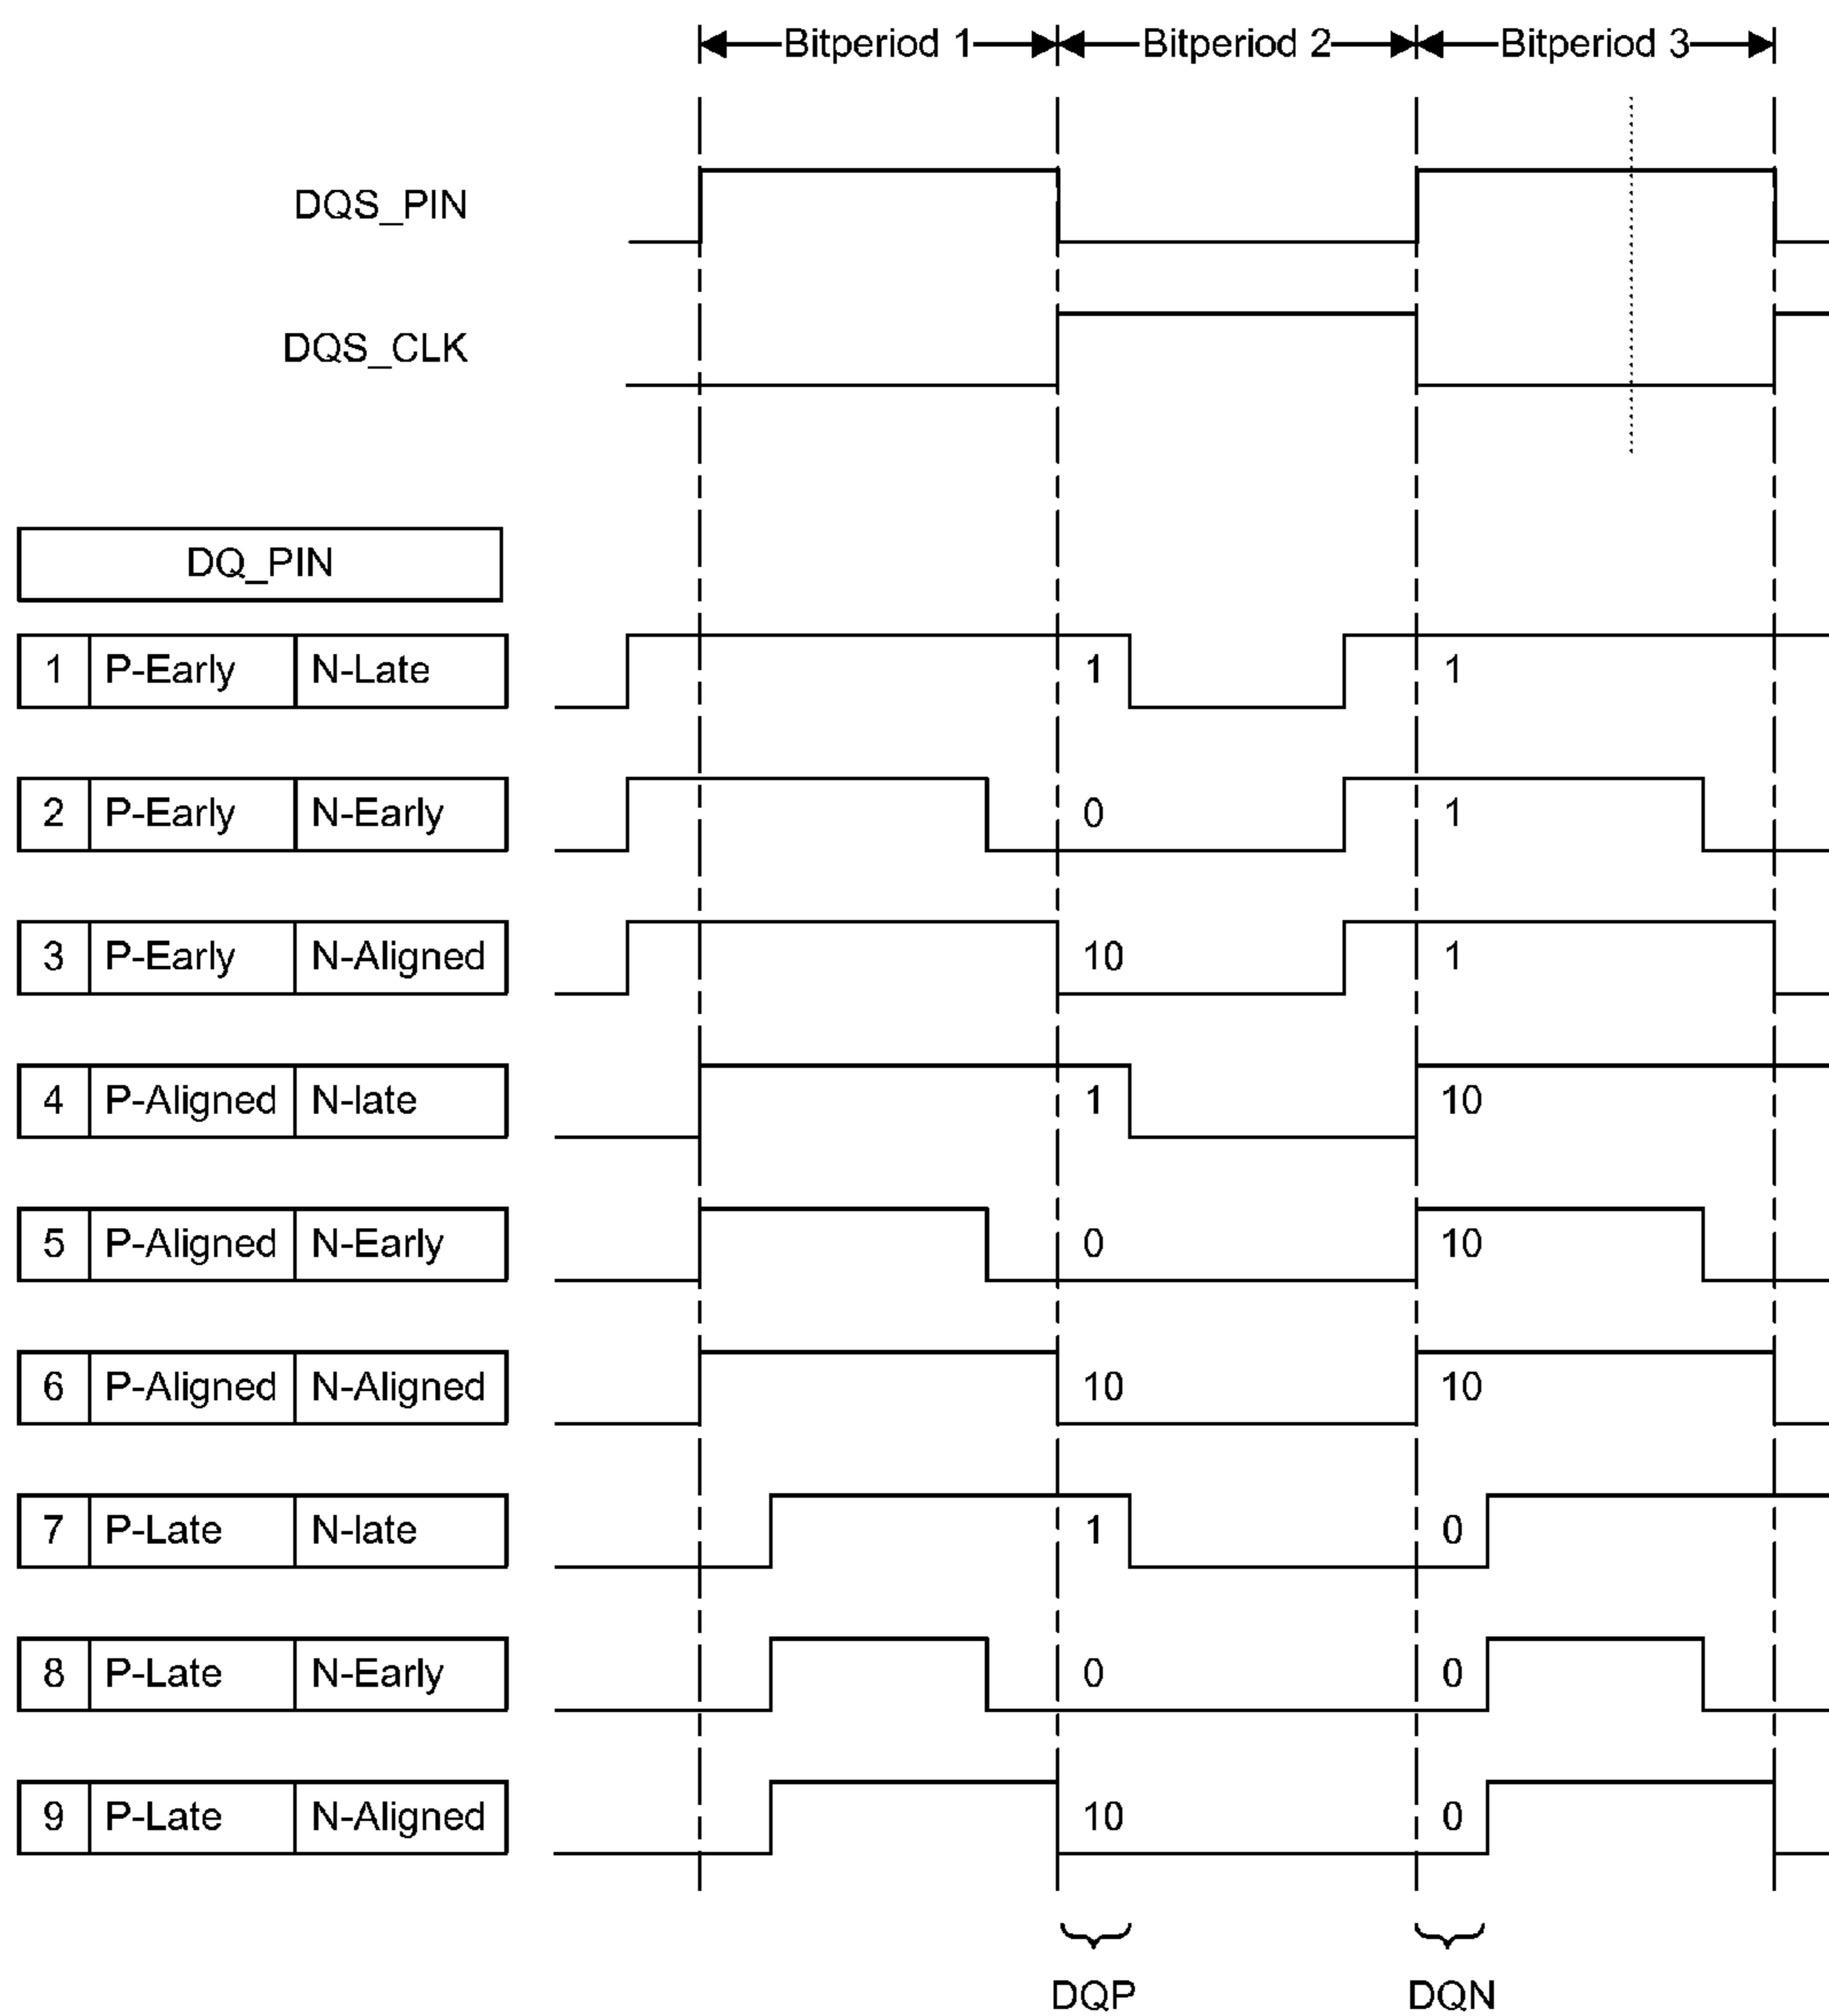 Bitperiod 1 Bitperiod 2 Bitperiod 3
DQS_PIN
DQS_CLK
DQ_PIN
1 P-Early N-Late 1 1
2 P-Early N-Early 0 1
3 P-Early N-Aligned 10 1
4 P-Aligned N-late 1 10
5 P-Aligned N-Early 0 10
6 P-Aligned N-Aligned 10 10
7 P-Late N-late 1 0
8 P-Late N-Early 0 0
9 P-Late N-Aligned 10 0
DQP DQN